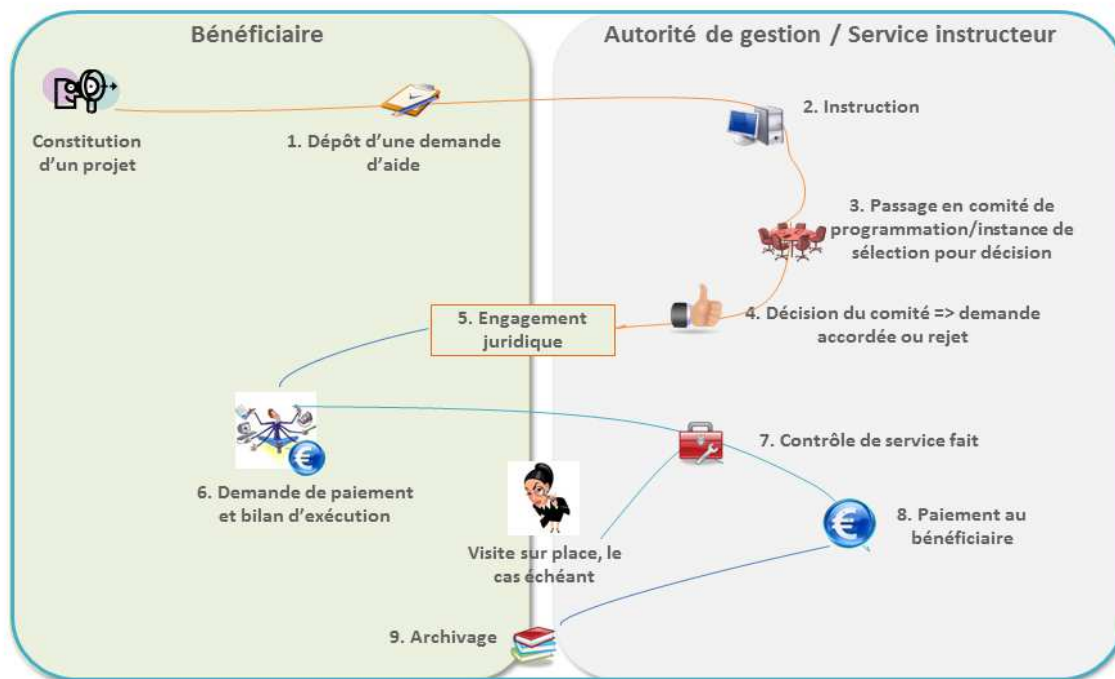 Bénéficiaire
Autorité de gestion / Service instructeur
Constitution
d'un projet
1. Dépôt d'une demande
d'aide
2. Instruction
3. Passage en comité de
programmation/instance de
sélection pour décision
4. Décision du comité => demande
accordée ou rejet
5. Engagement
juridique
6. Demande de paiement
et bilan d'exécution
7. Contrôle de service fait
Visite sur place, le
cas échéant
8. Paiement au
bénéficiaire
9. Archivage